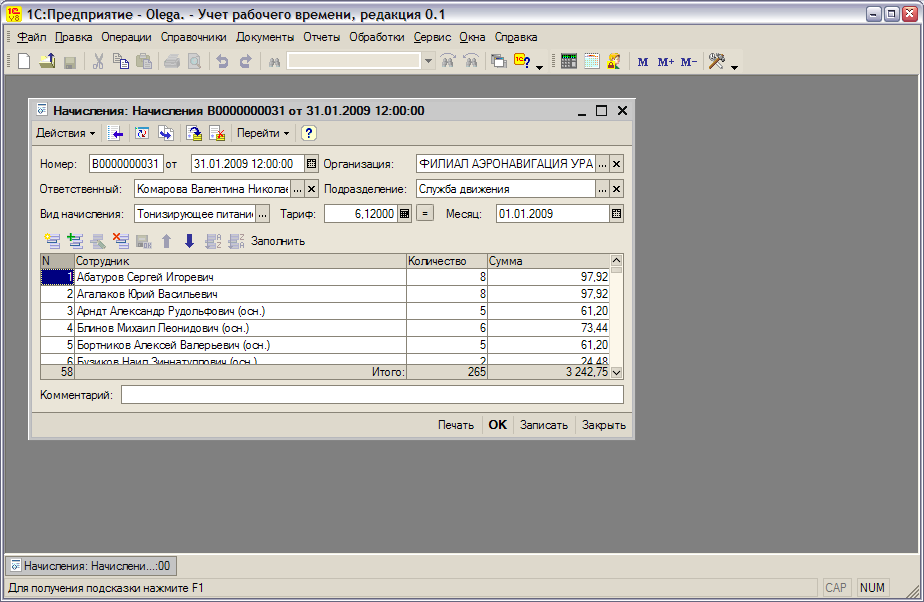 1С:Предприятие - Olega. - Учет рабочего времени, редакция 0.1
Файл Правка Операции Справочники Документы Отчеты Обработки Сервис Окна Справка
M M+ M-
Начисления: Начисления В0000000031 от 31.01.2009 12:00:00
Действия Перейти
Номер: В0000000031 от 31.01.2009 12:00:00 Организация: ФИЛИАЛ АЭРОНАВИГАЦИЯ УРА
Ответственный: Комарова Валентина Николае Подразделение: Служба движения
Вид начисления: Тонизирующее питани Тариф: 6,12000 = Месяц: 01.01.2009
Заполнить
N Сотрудник Количество Сумма
1 Абатуров Сергей Игоревич 8 97,92
2 Агалаков Юрий Васильевич 8 97,92
3 Арндт Александр Рудольфович (осн.) 5 61,20
4 Блинов Михаил Леонидович (осн.) 6 73,44
5 Бортников Алексей Валерьевич (осн.) 5 61,20
6 Бузиков Наил Зиннатуллович (осн.) 2 24,48
58 Итого: 265 3 242,75
Комментарий:
Печать OK Записать Закрыть
Начисления: Начислени...:00
Для получения подсказки нажмите F1 CAP NUM